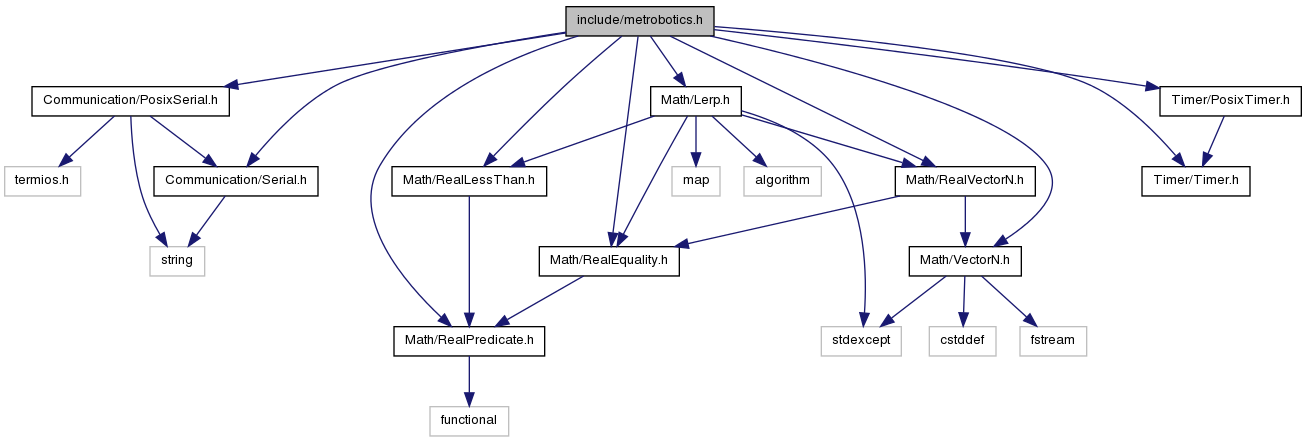 include/metrobotics.h
Communication/PosixSerial.h
Math/Lerp.h
Timer/PosixTimer.h
termios.h
Communication/Serial.h
Math/RealLessThan.h
map
algorithm
Math/RealVectorN.h
Timer/Timer.h
string
Math/RealEquality.h
Math/VectorN.h
Math/RealPredicate.h
stdexcept
cstddef
fstream
functional